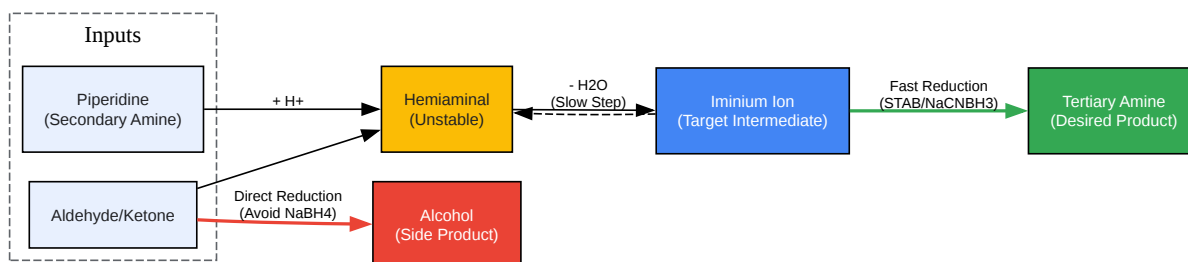 Inputs
Piperidine
(Secondary Amine)
+ H+
Hemiaminal
(Unstable)
- H2O
(Slow Step)
Iminium Ion
(Target Intermediate)
Fast Reduction
(STAB/NaCNBH3)
Tertiary Amine
(Desired Product)
Aldehyde/Ketone
Direct Reduction
(Avoid NaBH4)
Alcohol
(Side Product)